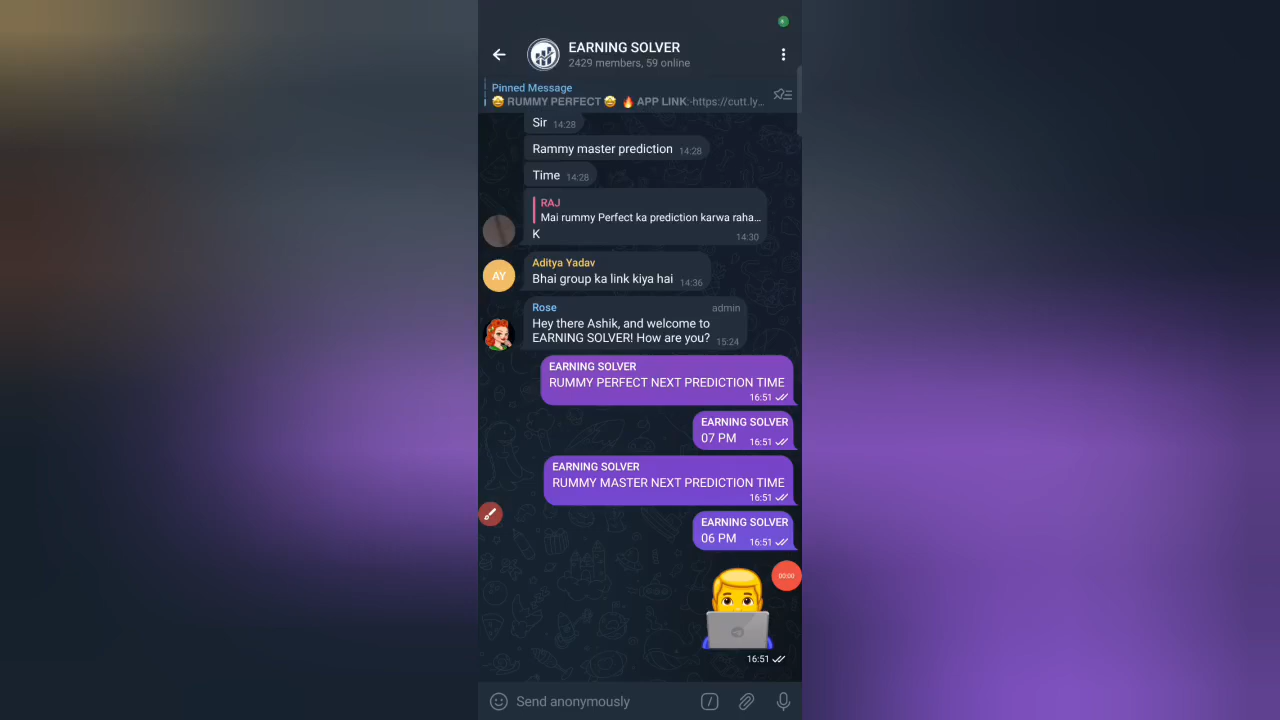 EARNING SOLVER
2429 members, 59 online
Pinned Message
RUMMY PERFECT APP LINK:-https://cutt.ly...
Sir 14:28
Rammy master prediction 14:28
Time 14:28
RAJ
Mai rummy Perfect ka prediction karwa raha...
K
14:30
AY
Aditya Yadav
Bhai group ka link kiya hai 14:36
Rose admin
Hey there Ashik, and welcome to
EARNING SOLVER! How are you? 15:24
EARNING SOLVER
RUMMY PERFECT NEXT PREDICTION TIME
16:51
EARNING SOLVER
07 PM 16:51
EARNING SOLVER
RUMMY MASTER NEXT PREDICTION TIME
16:51
EARNING SOLVER
06 PM 16:51
00:00
16:51
Send anonymously